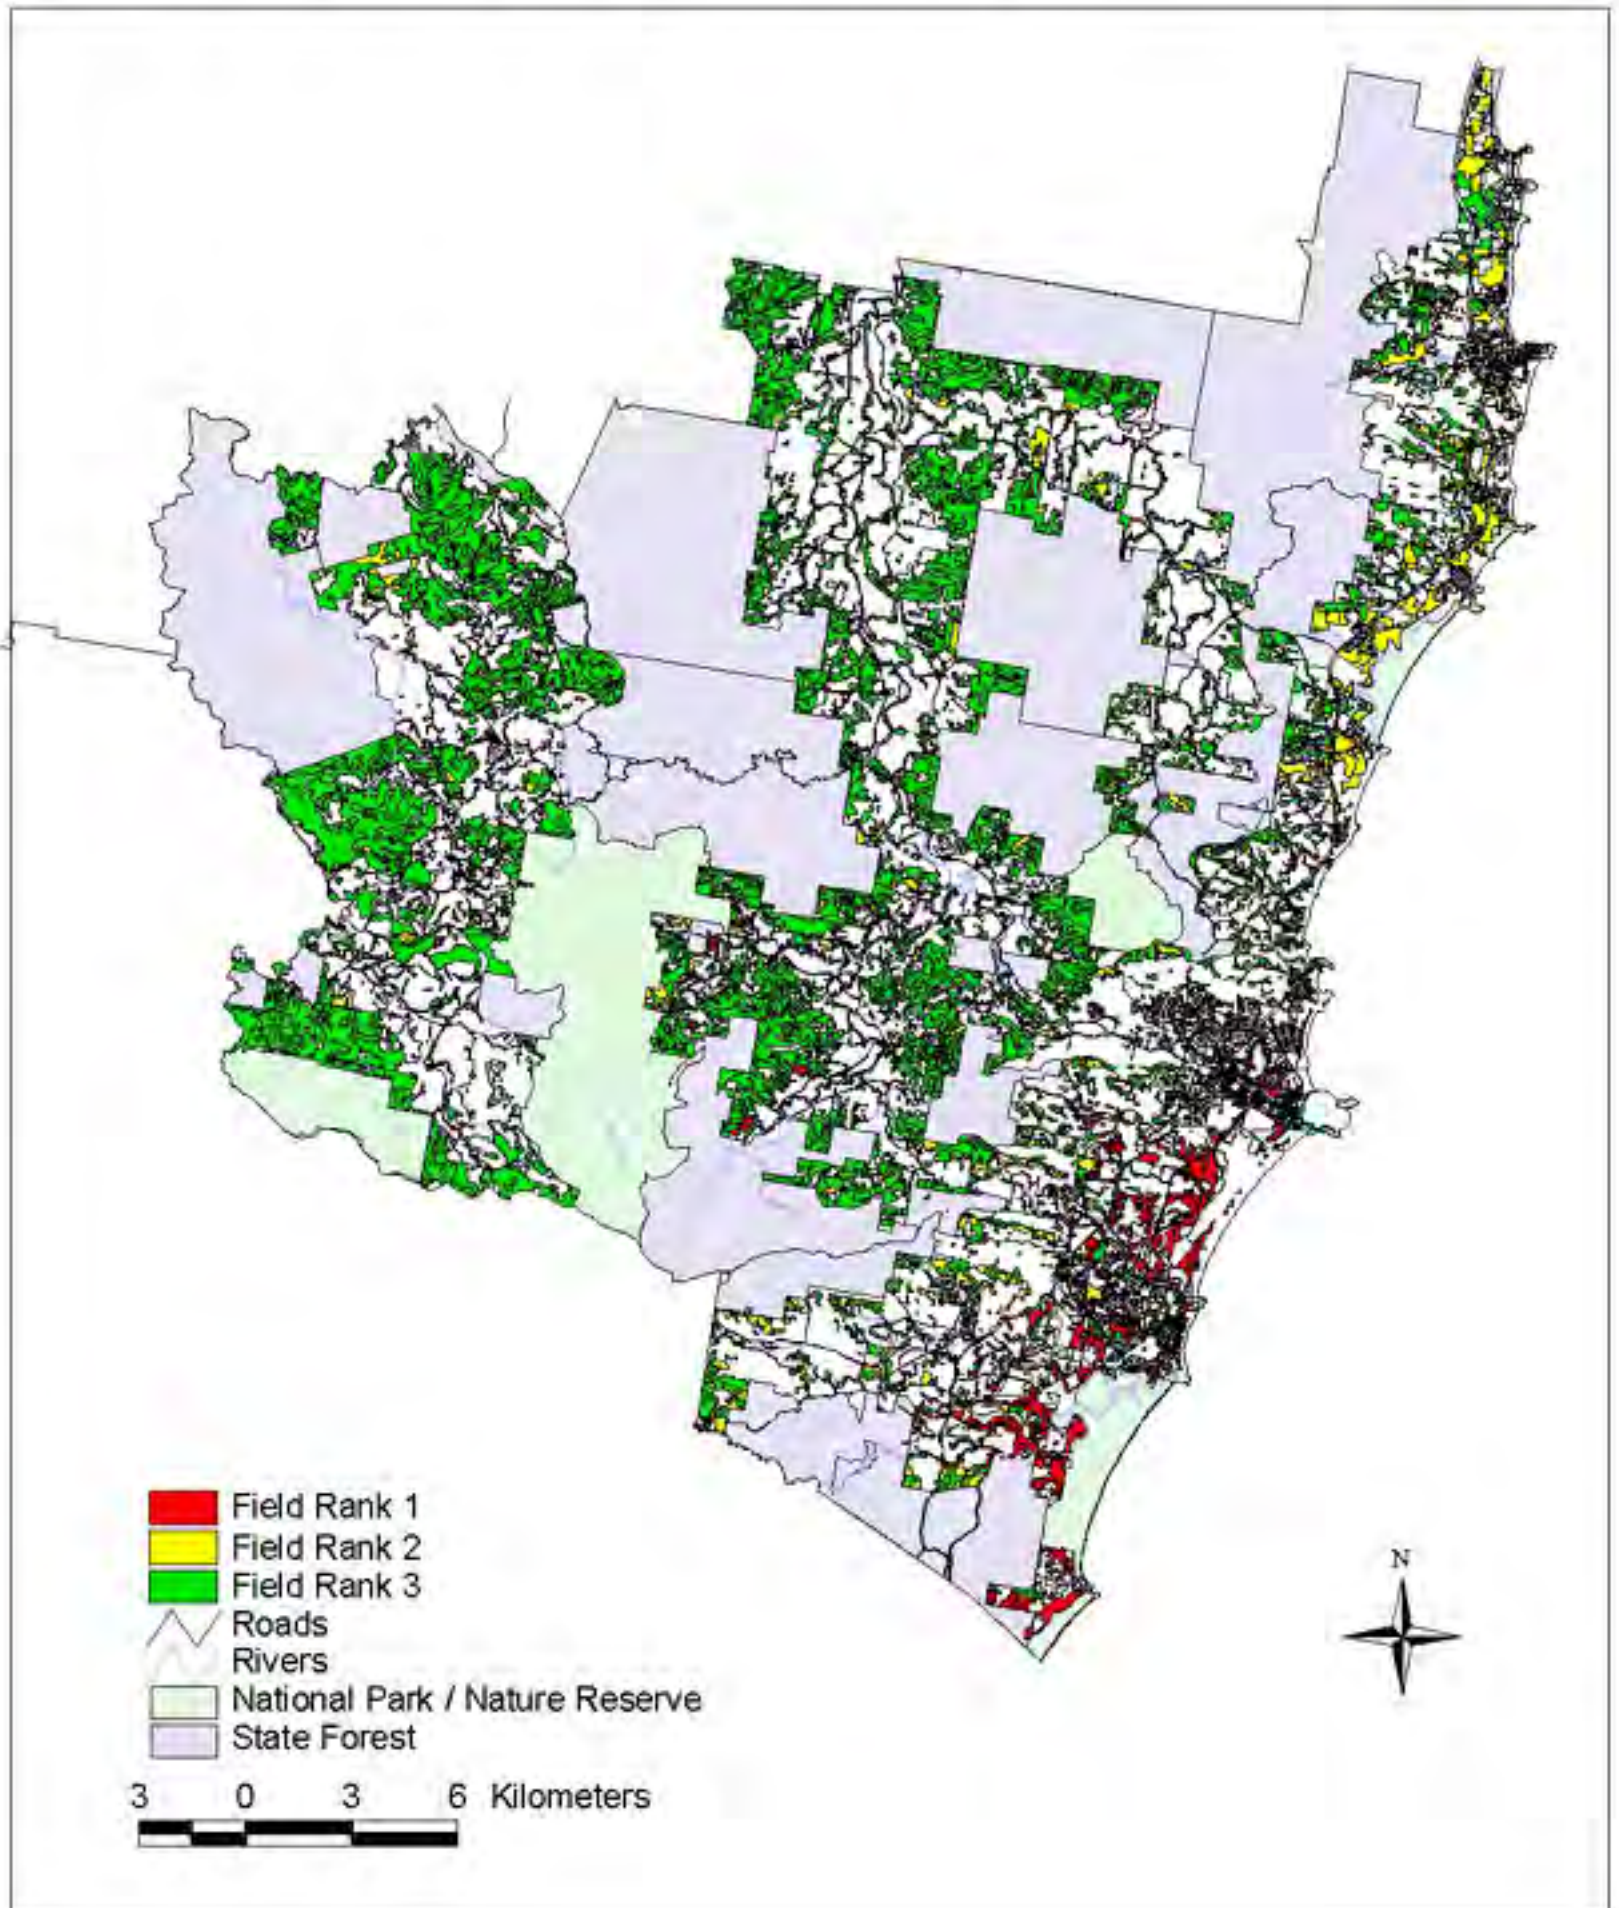 Field Rank 1
Field Rank 2
Field Rank 3
Roads
Rivers
National Park / Nature Reserve
State Forest
3 0 3 6 Kilometers
N